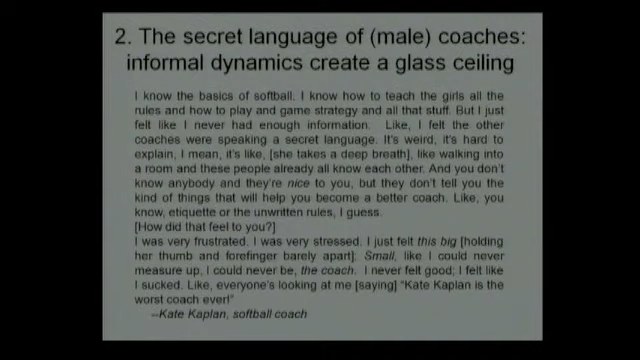 2. The secret language of (male) coaches:
informal dynamics create a glass ceiling
I know the basics of softball. I know how to teach the girls all the
rules and how to play and game strategy and all that stuff. But I just
felt like I never had enough information. Like, I felt the other
coaches were speaking a secret language. It's weird, it's hard to
explain, I mean, it's like, [she takes a deep breath], like walking into
a room and these people already all know each other. And you don't
know anybody and they're nice to you, but they don't tell you the
kind of things that will help you become a better coach. Like, you
know, etiquette or the unwritten rules, I guess.
[How did that feel to you?]
I was very frustrated. I was very stressed. I just felt this big [holding
her thumb and forefinger barely apart]: Small, like I could never
measure up, I could never be, the coach. I never felt good; I felt like
I sucked. Like, everyone's looking at me [saying] "Kate Kaplan is the
worst coach ever!"
--Kate Kaplan, softball coach